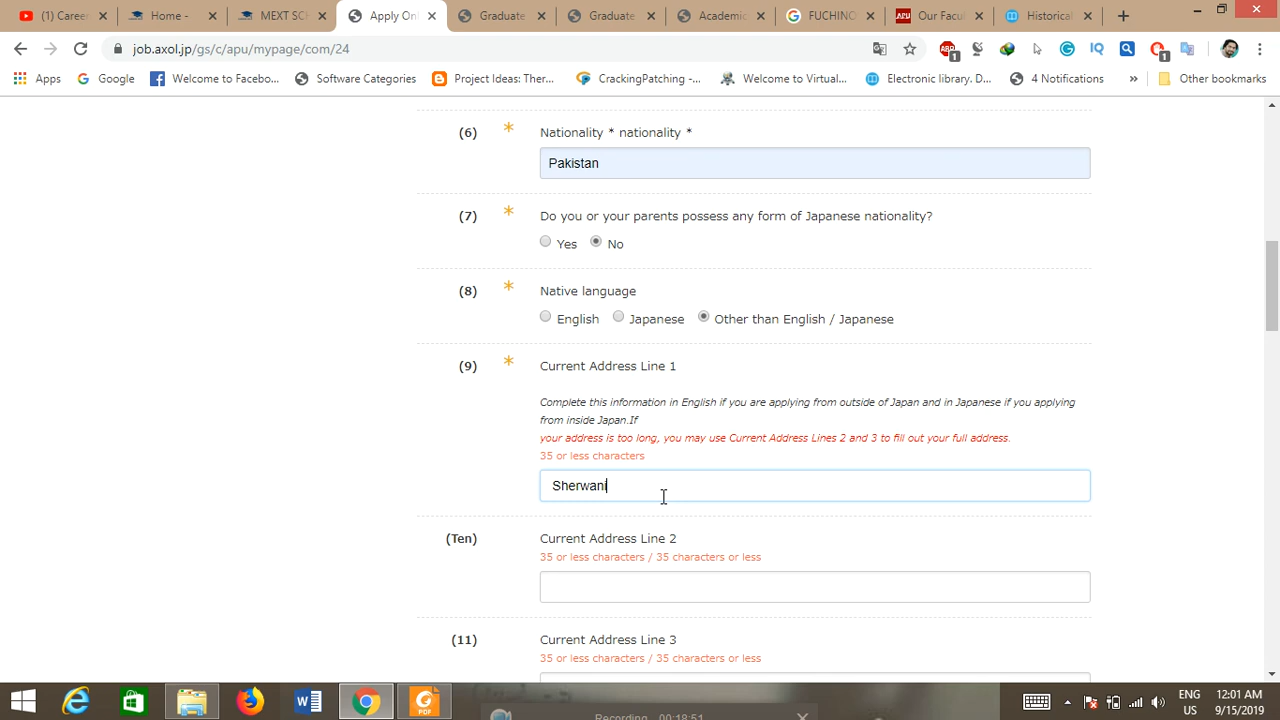 (1) Career
Home -
MEXT SCH
Apply Onl
Graduate
Graduate
Academic
FUCHINO
Our Facul
Historical
job.axol.jp/gs/c/apu/mypage/com/24
Apps
Google
Welcome to Facebo...
Software Categories
Project Ideas: Ther...
CrackingPatching -...
Welcome to Virtual...
Electronic library. D...
4 Notifications
»
Other bookmarks
(6) * Nationality * nationality *
Pakistan
(7) * Do you or your parents possess any form of Japanese nationality?
Yes No
(8) * Native language
English Japanese Other than English / Japanese
(9) * Current Address Line 1
Complete this information in English if you are applying from outside of Japan and in Japanese if you applying
from inside Japan.If
your address is too long, you may use Current Address Lines 2 and 3 to fill out your full address.
35 or less characters
Sherwani
(Ten) Current Address Line 2
35 or less characters / 35 characters or less
(11) Current Address Line 3
35 or less characters / 35 characters or less
ENG 12:01 AM
US 9/15/2019
Recording 00:18:51